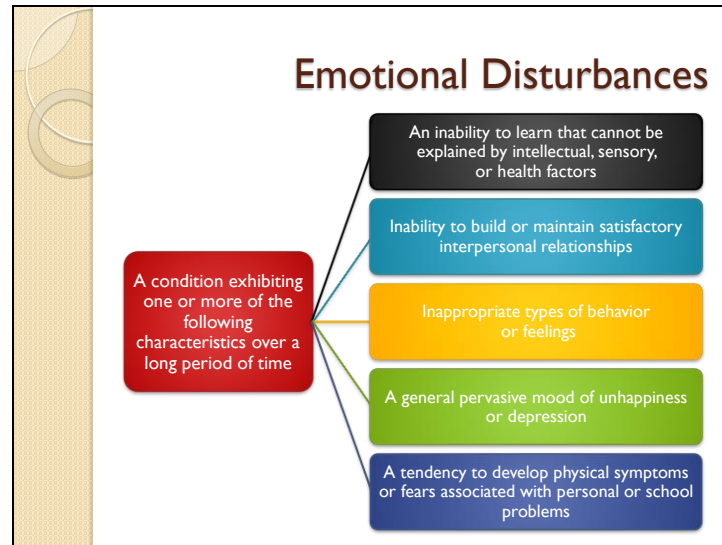 Emotional Disturbances
An inability to learn that cannot be
explained by intellectual, sensory,
or health factors
Inability to build or maintain satisfactory
interpersonal relationships
A condition exhibiting
one or more of the
following
characteristics over a
long period of time
Inappropriate types of behavior
or feelings
A general pervasive mood of unhappiness
or depression
A tendency to develop physical symptoms
or fears associated with personal or school
problems